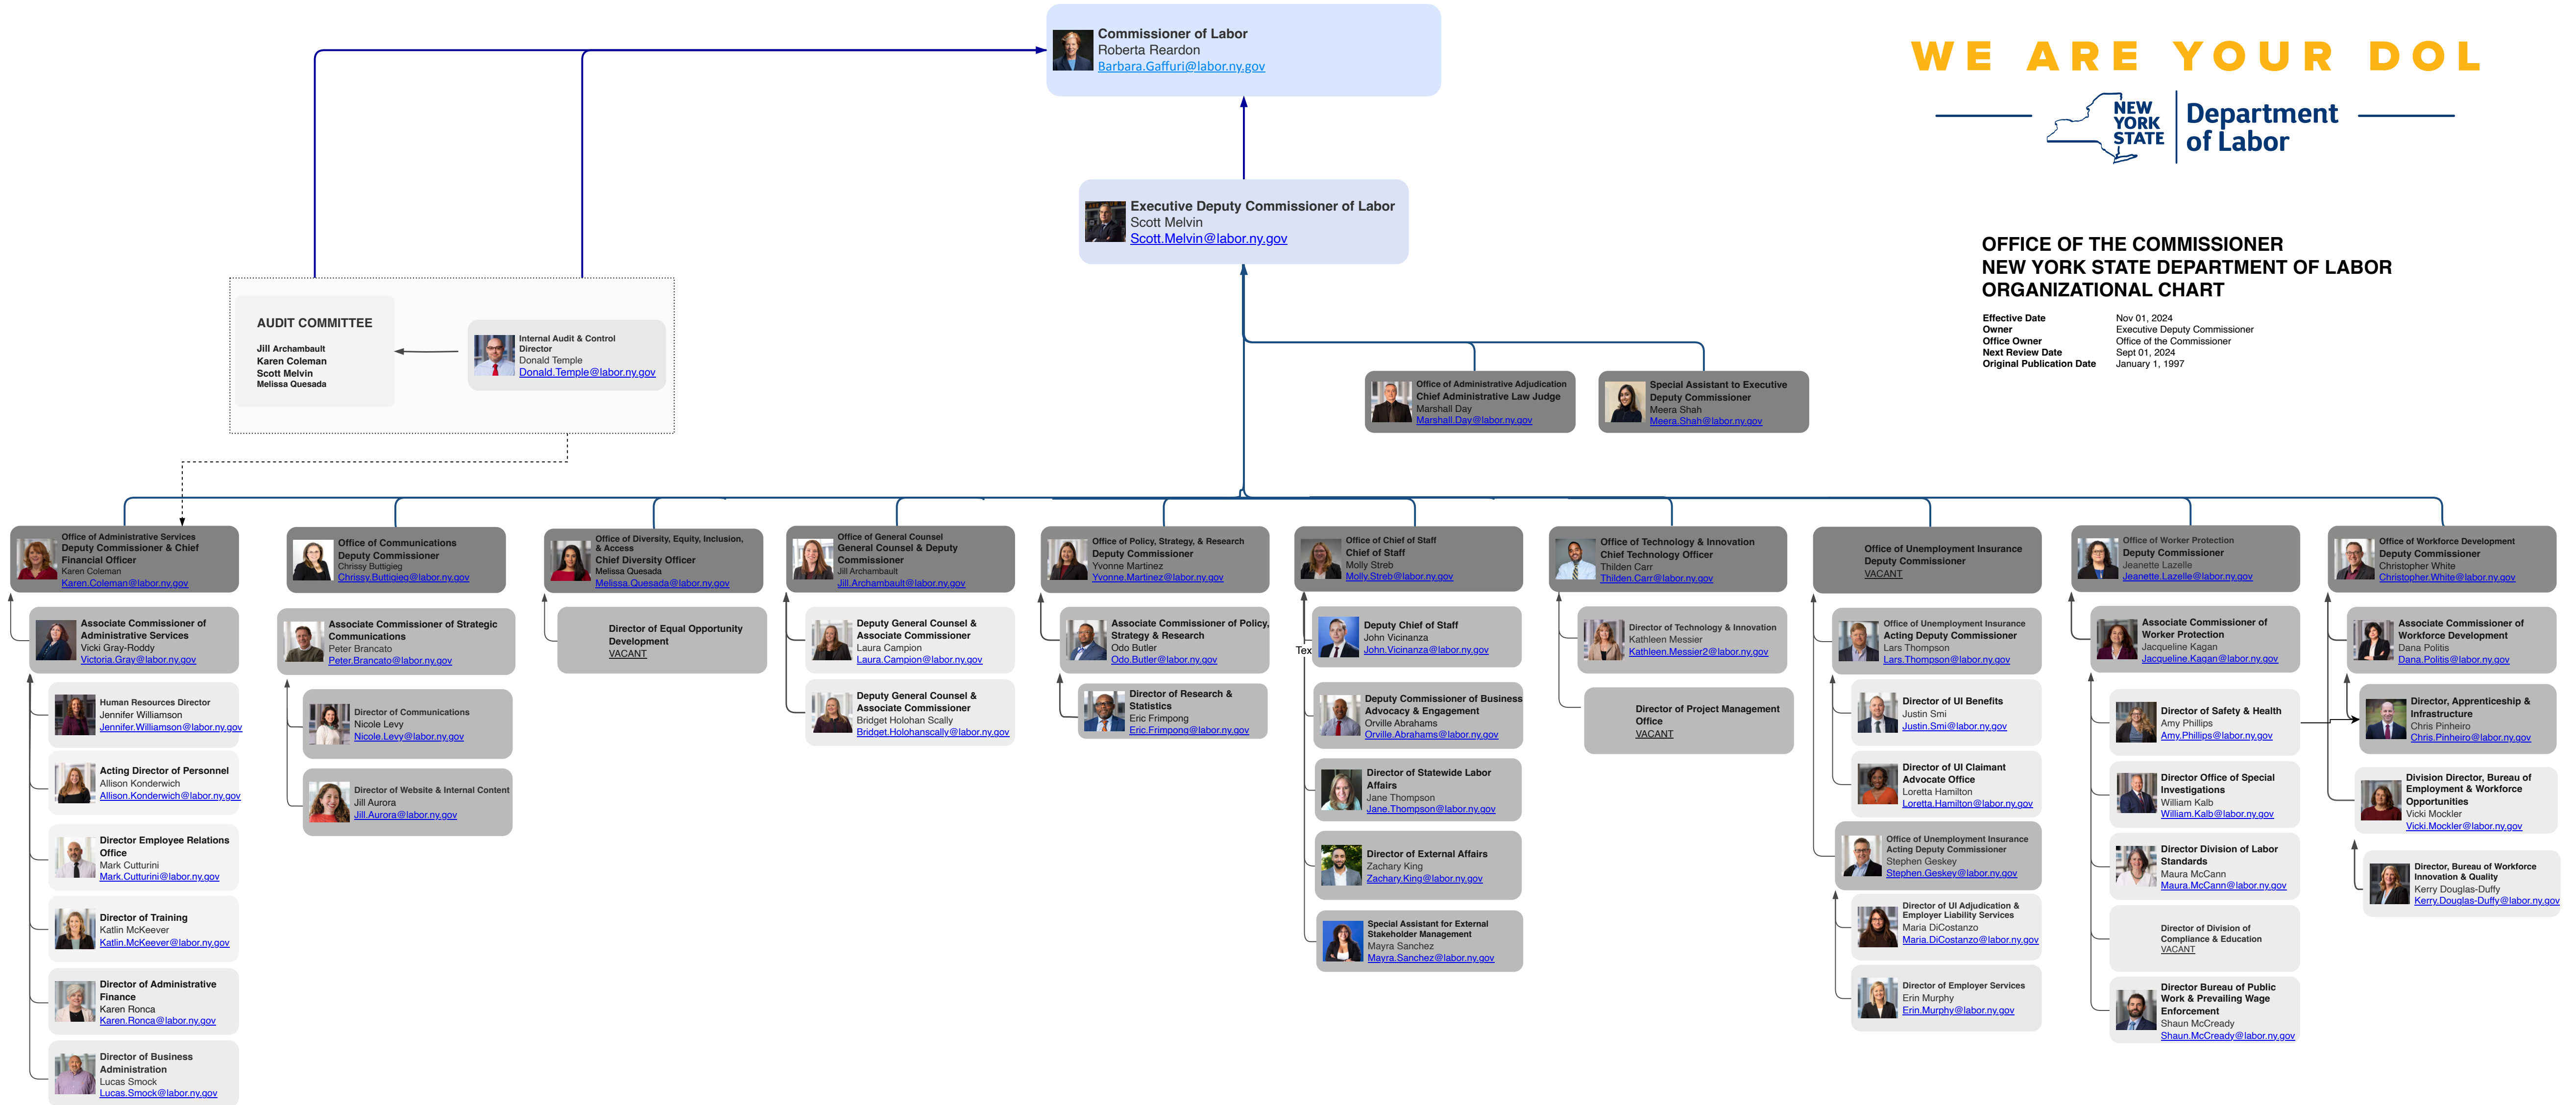 Commissioner of Labor
Roberta Reardon
Barbara.Gaffuri@labor.ny.gov
WE ARE YOUR DOL
NEW
YORK
STATE
Department
of Labor
Executive Deputy Commissioner of Labor
Scott Melvin
Scott.Melvin@labor.ny.gov
OFFICE OF THE COMMISSIONER
NEW YORK STATE DEPARTMENT OF LABOR
ORGANIZATIONAL CHART
Effective Date Nov 01, 2024
Owner Executive Deputy Commissioner
Office Owner Office of the Commissioner
Next Review Date Sept 01, 2024
Original Publication Date January 1, 1997
AUDIT COMMITTEE
Jill Archambault
Karen Coleman
Scott Melvin
Melissa Quesada
Internal Audit & Control
Director
Donald Temple
Donald.Temple@labor.ny.gov
Office of Administrative Adjudication
Chief Administrative Law Judge
Marshall Day
Marshall.Day@labor.ny.gov
Special Assistant to Executive
Deputy Commissioner
Meera Shah
Meera.Shah@labor.ny.gov
Office of Administrative Services
Deputy Commissioner & Chief
Financial Officer
Karen Coleman
Karen.Coleman@labor.ny.gov
Associate Commissioner of
Administrative Services
Vicki Gray-Roddy
Victoria.Gray@labor.ny.gov
Human Resources Director
Jennifer Williamson
Jennifer.Williamson@labor.ny.gov
Acting Director of Personnel
Allison Konderwich
Allison.Konderwich@labor.ny.gov
Director Employee Relations
Office
Mark Cutturini
Mark.Cutturini@labor.ny.gov
Director of Training
Katlin McKeever
Katlin.McKeever@labor.ny.gov
Director of Administrative
Finance
Karen Ronca
Karen.Ronca@labor.ny.gov
Director of Business
Administration
Lucas Smock
Lucas.Smock@labor.ny.gov
Office of Communications
Deputy Commissioner
Chrissy Buttigieg
Chrissy.Buttigieg@labor.ny.gov
Associate Commissioner of Strategic
Communications
Peter Brancato
Peter.Brancato@labor.ny.gov
Director of Communications
Nicole Levy
Nicole.Levy@labor.ny.gov
Director of Website & Internal Content
Jill Aurora
Jill.Aurora@labor.ny.gov
Office of Diversity, Equity, Inclusion,
& Access
Chief Diversity Officer
Melissa Quesada
Melissa.Quesada@labor.ny.gov
Director of Equal Opportunity
Development
VACANT
Office of General Counsel
General Counsel & Deputy
Commissioner
Jill Archambault
Jill.Archambault@labor.ny.gov
Deputy General Counsel &
Associate Commissioner
Laura Campion
Laura.Campion@labor.ny.gov
Deputy General Counsel &
Associate Commissioner
Bridget Holohan Scally
Bridget.Holohanscally@labor.ny.gov
Office of Policy, Strategy, & Research
Deputy Commissioner
Yvonne Martinez
Yvonne.Martinez@labor.ny.gov
Associate Commissioner of Policy,
Strategy & Research
Odo Butler
Odo.Butler@labor.ny.gov
Director of Research &
Statistics
Eric Frimpong
Eric.Frimpong@labor.ny.gov
Office of Chief of Staff
Chief of Staff
Molly Streb
Molly.Streb@labor.ny.gov
Tex
Deputy Chief of Staff
John Vicinanza
John.Vicinanza@labor.ny.gov
Deputy Commissioner of Business
Advocacy & Engagement
Orville Abrahams
Orville.Abrahams@labor.ny.gov
Director of Statewide Labor
Affairs
Jane Thompson
Jane.Thompson@labor.ny.gov
Director of External Affairs
Zachary King
Zachary.King@labor.ny.gov
Special Assistant for External
Stakeholder Management
Mayra Sanchez
Mayra.Sanchez@labor.ny.gov
Office of Technology & Innovation
Chief Technology Officer
Thilden Carr
Thilden.Carr@labor.ny.gov
Director of Technology & Innovation
Kathleen Messier
Kathleen.Messier2@labor.ny.gov
Director of Project Management
Office
VACANT
Office of Unemployment Insurance
Deputy Commissioner
VACANT
Office of Unemployment Insurance
Acting Deputy Commissioner
Lars Thompson
Lars.Thompson@labor.ny.gov
Director of UI Benefits
Justin Smi
Justin.Smi@labor.ny.gov
Director of UI Claimant
Advocate Office
Loretta Hamilton
Loretta.Hamilton@labor.ny.gov
Office of Unemployment Insurance
Acting Deputy Commissioner
Stephen Geskey
Stephen.Geskey@labor.ny.gov
Director of UI Adjudication &
Employer Liability Services
Maria DiCostanzo
Maria.DiCostanzo@labor.ny.gov
Director of Employer Services
Erin Murphy
Erin.Murphy@labor.ny.gov
Office of Worker Protection
Deputy Commissioner
Jeanette Lazelle
Jeanette.Lazelle@labor.ny.gov
Associate Commissioner of
Worker Protection
Jacqueline Kagan
Jacqueline.Kagan@labor.ny.gov
Director of Safety & Health
Amy Phillips
Amy.Phillips@labor.ny.gov
Director Office of Special
Investigations
William Kalb
William.Kalb@labor.ny.gov
Director Division of Labor
Standards
Maura McCann
Maura.McCann@labor.ny.gov
Director of Division of
Compliance & Education
VACANT
Director Bureau of Public
Work & Prevailing Wage
Enforcement
Shaun McCready
Shaun.McCready@labor.ny.gov
Office of Workforce Development
Deputy Commissioner
Christopher White
Christopher.White@labor.ny.gov
Associate Commissioner of
Workforce Development
Dana Politis
Dana.Politis@labor.ny.gov
Director, Apprenticeship &
Infrastructure
Chris Pinheiro
Chris.Pinheiro@labor.ny.gov
Division Director, Bureau of
Employment & Workforce
Opportunities
Vicki Mockler
Vicki.Mockler@labor.ny.gov
Director, Bureau of Workforce
Innovation & Quality
Kerry Douglas-Duffy
Kerry.Douglas-Duffy@labor.ny.gov